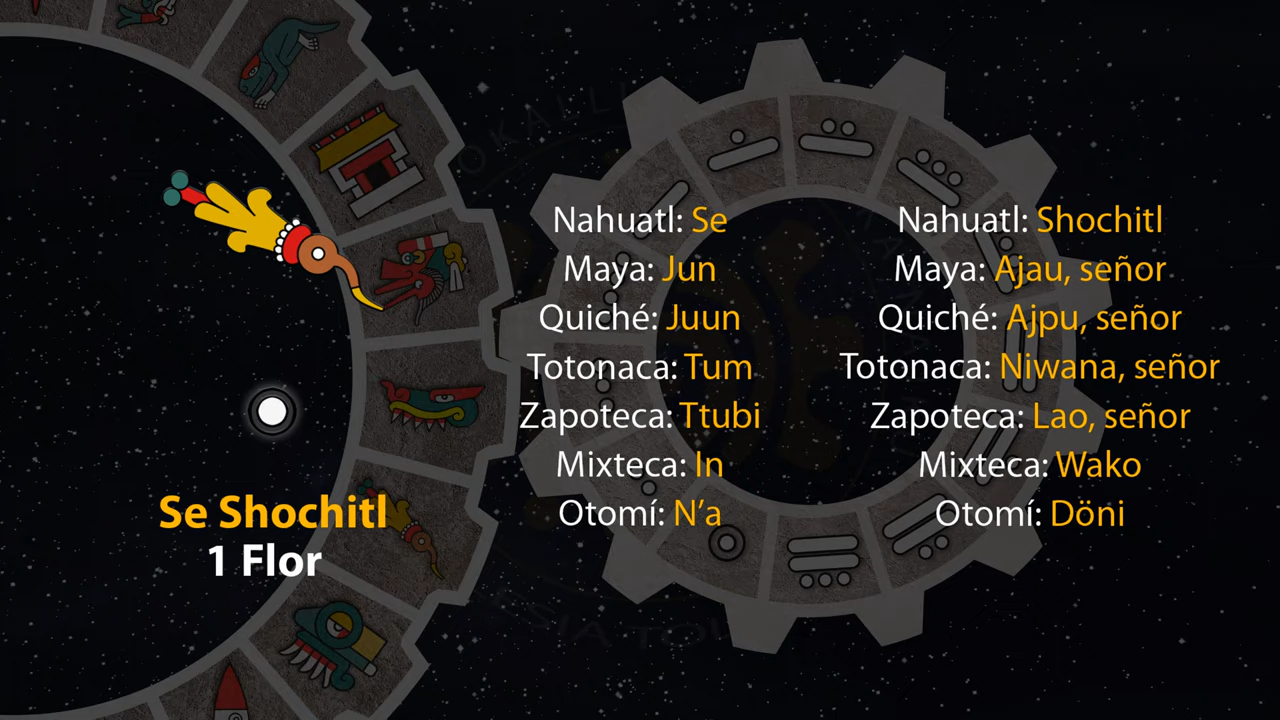 Nahuatl: Se
Maya: Jun
Quiché: Juun
Totonaca: Tum
Zapoteca: Ttubi
Mixteca: In
Otomí: N’a
Nahuatl: Shochitl
Maya: Ajau, señor
Quiché: Ajpu, señor
Totonaca: Niwana, señor
Zapoteca: Lao, señor
Mixteca: Wako
Otomí: Döni
Se Shochitl
1 Flor